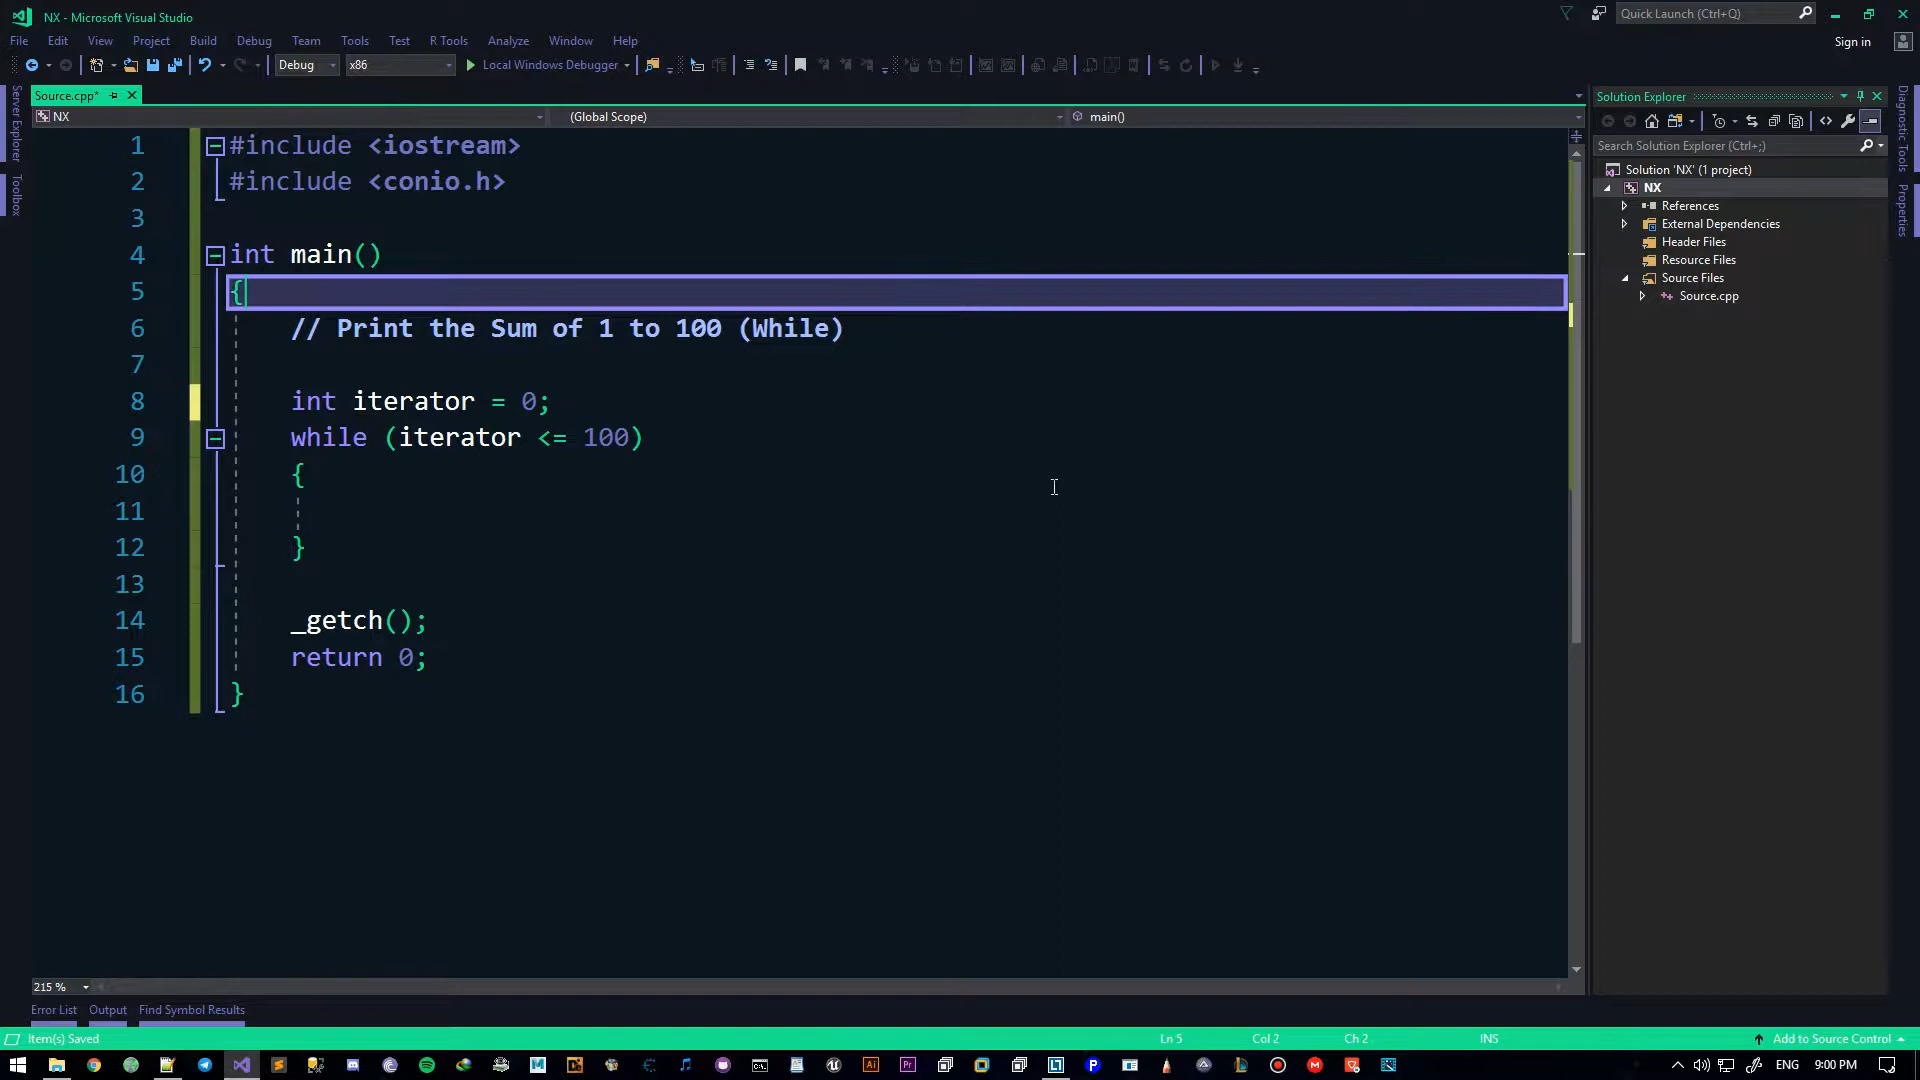 NX - Microsoft Visual Studio
Quick Launch (Ctrl+Q)
File Edit View Project Build Debug Team Tools Test R Tools Analyze Window Help
Sign in
Debug x86 Local Windows Debugger
Server Explorer
Toolbox
Source.cpp*
NX (Global Scope) main()
1 #include <iostream>
2 #include <conio.h>
3
4 int main()
5 {
6 // Print the Sum of 1 to 100 (While)
7
8 int iterator = 0;
9 while (iterator <= 100)
10 {
11
12 }
13
14 _getch();
15 return 0;
16 }
215 %
Solution Explorer
Search Solution Explorer (Ctrl+;)
Solution 'NX' (1 project)
NX
References
External Dependencies
Header Files
Resource Files
Source Files
Source.cpp
Diagnostic Tools
Properties
Error List Output Find Symbol Results
Item(s) Saved Ln 5 Col 2 Ch 2 INS Add to Source Control
ENG 9:00 PM